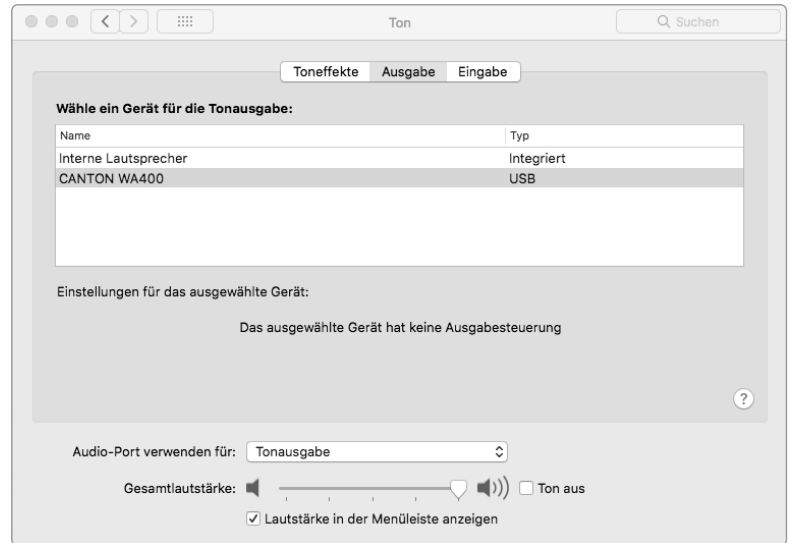 Ton
Suchen
Toneffekte Ausgabe Eingabe
Wähle ein Gerät für die Tonausgabe:
Name Typ
Interne Lautsprecher Integriert
CANTON WA400 USB
Einstellungen für das ausgewählte Gerät:
Das ausgewählte Gerät hat keine Ausgabesteuerung
?
Audio-Port verwenden für: Tonausgabe
Gesamtlautstärke: Ton aus
Lautstärke in der Menüleiste anzeigen